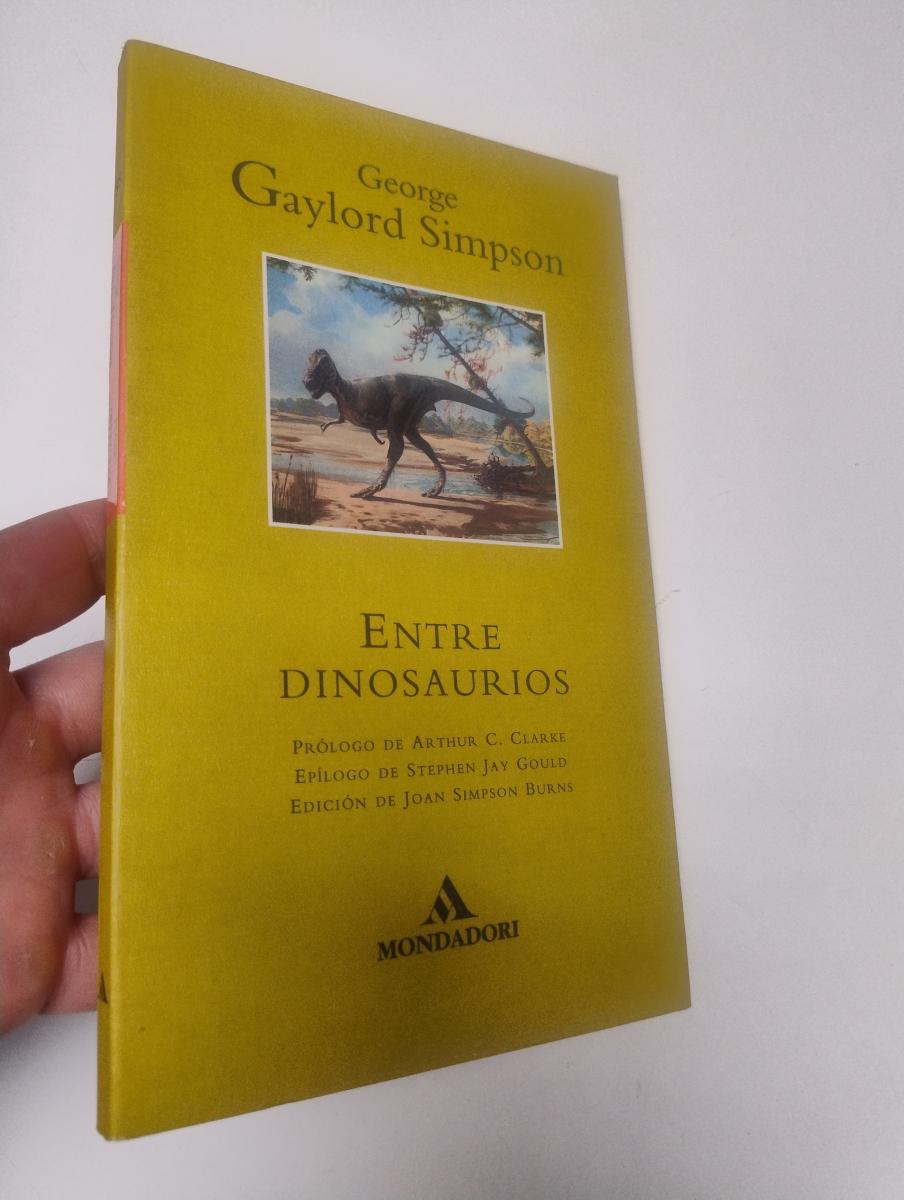 George
Gaylord Simpson
ENTRE
DINOSAURIOS
PRÓLOGO DE ARTHUR C. CLARKE
EPÍLOGO DE STEPHEN JAY GOULD
EDICIÓN DE JOAN SIMPSON BURNS
MONDADORI